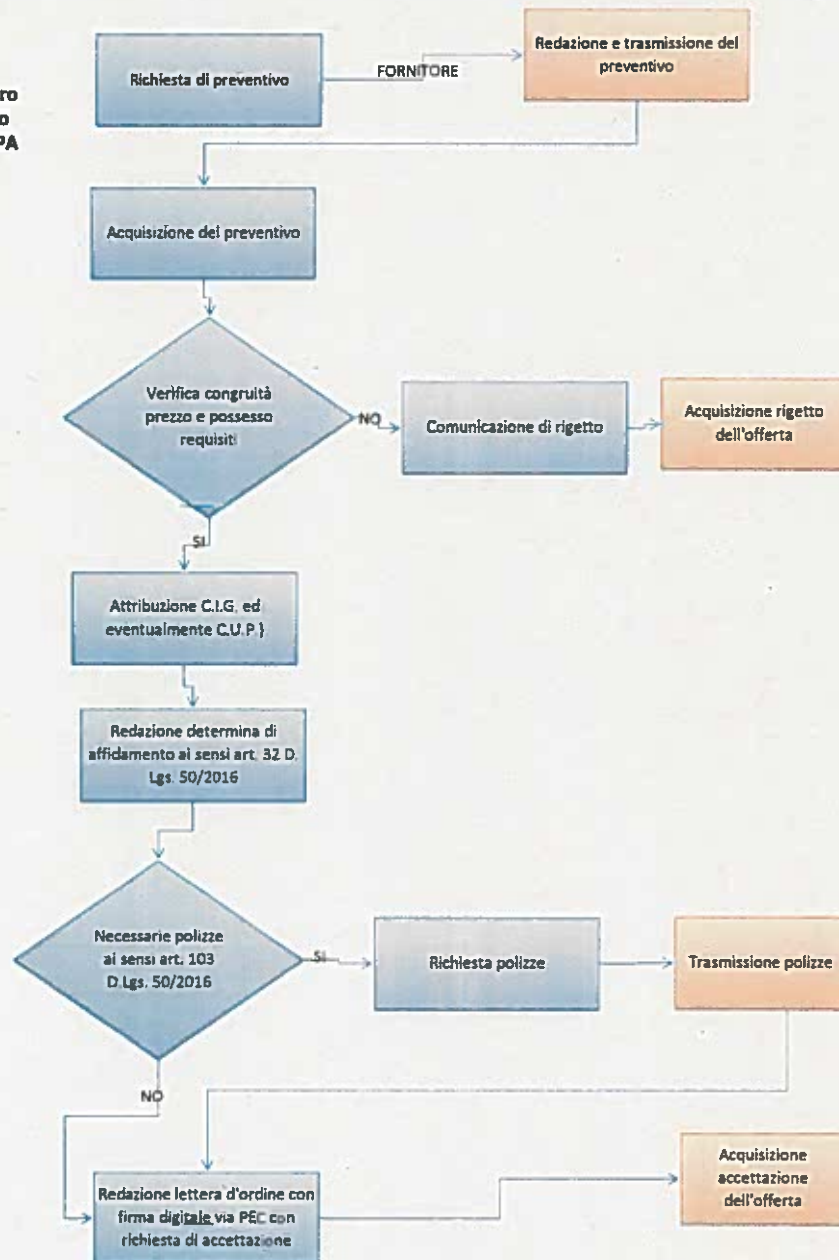 Richiesta di preventivo
FORNITORE
Redazione e trasmissione del
preventivo
ro
o
PA
Acquisizione del preventivo
Verifica congruità
prezzo e possesso
requisiti
NO
Comunicazione di rigetto
Acquisizione rigetto
dell'offerta
SI
Attribuzione C.I.G. ed
eventualmente C.U.P.}
Redazione determina di
affidamento ai sensi art. 32 D.
Lgs. 50/2016
Necessarie polizze
ai sensi art. 103
D.Lgs. 50/2016
SI
Richiesta polizze
Trasmissione polizze
NO
Redazione lettera d'ordine con
firma digitale via PEC con
richiesta di accettazione
Acquisizione
accettazione
dell'offerta